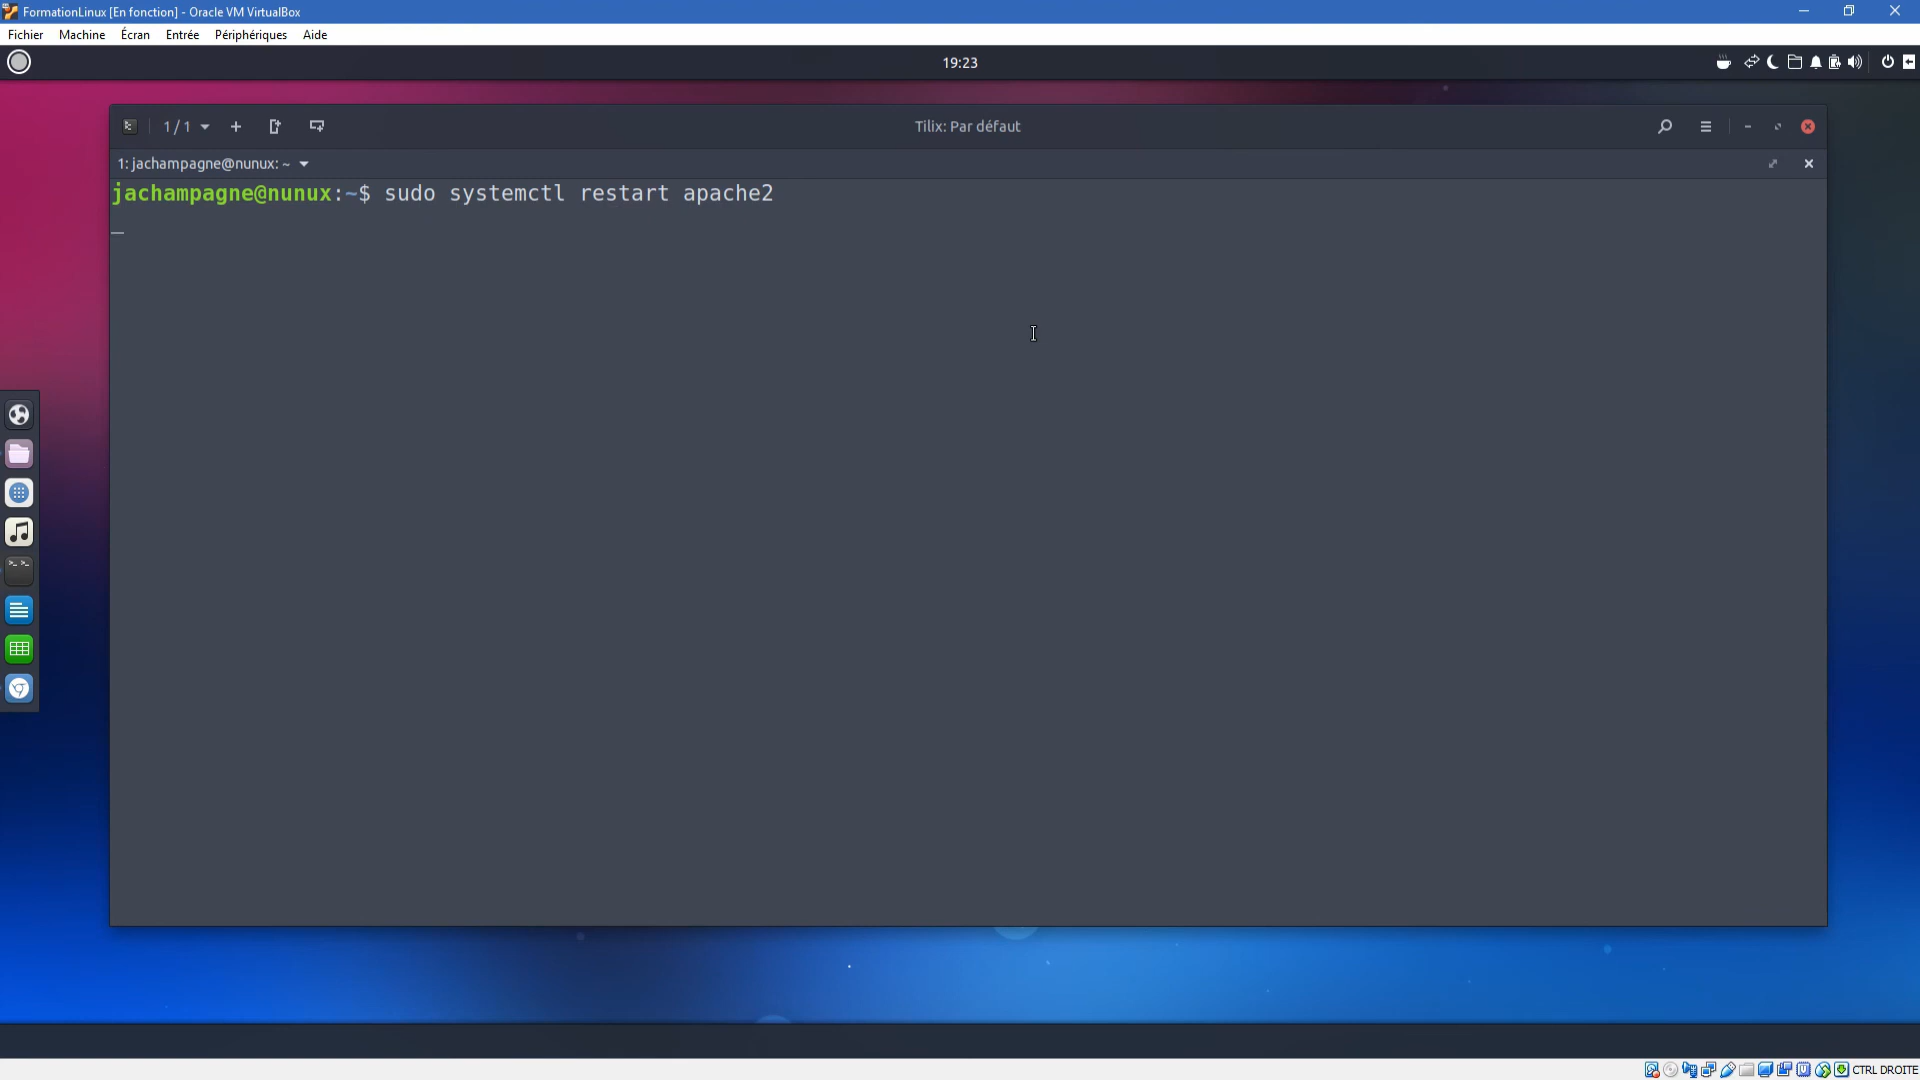 FormationLinux [En fonction] - Oracle VM VirtualBox
Fichier Machine Écran Entrée Périphériques Aide
19:23
1 / 1
Tilix: Par défaut
1: jachampagne@nunux: ~
jachampagne@nunux:~$ sudo systemctl restart apache2
CTRL DROITE